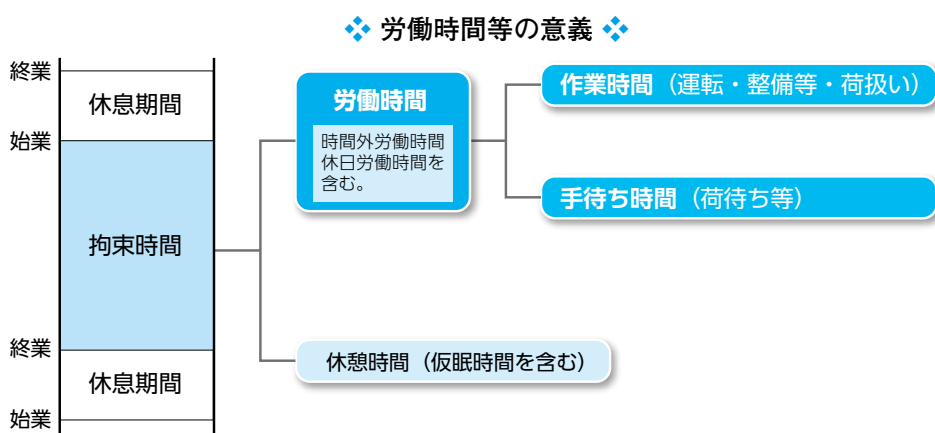 ❖ 労働時間等の意義 ❖
終業
休息期間
始業
拘束時間
終業
休息期間
始業
労働時間
時間外労働時間
休日労働時間を
含む。
作業時間（運転・整備等・荷扱い）
手待ち時間（荷待ち等）
休憩時間（仮眠時間を含む）